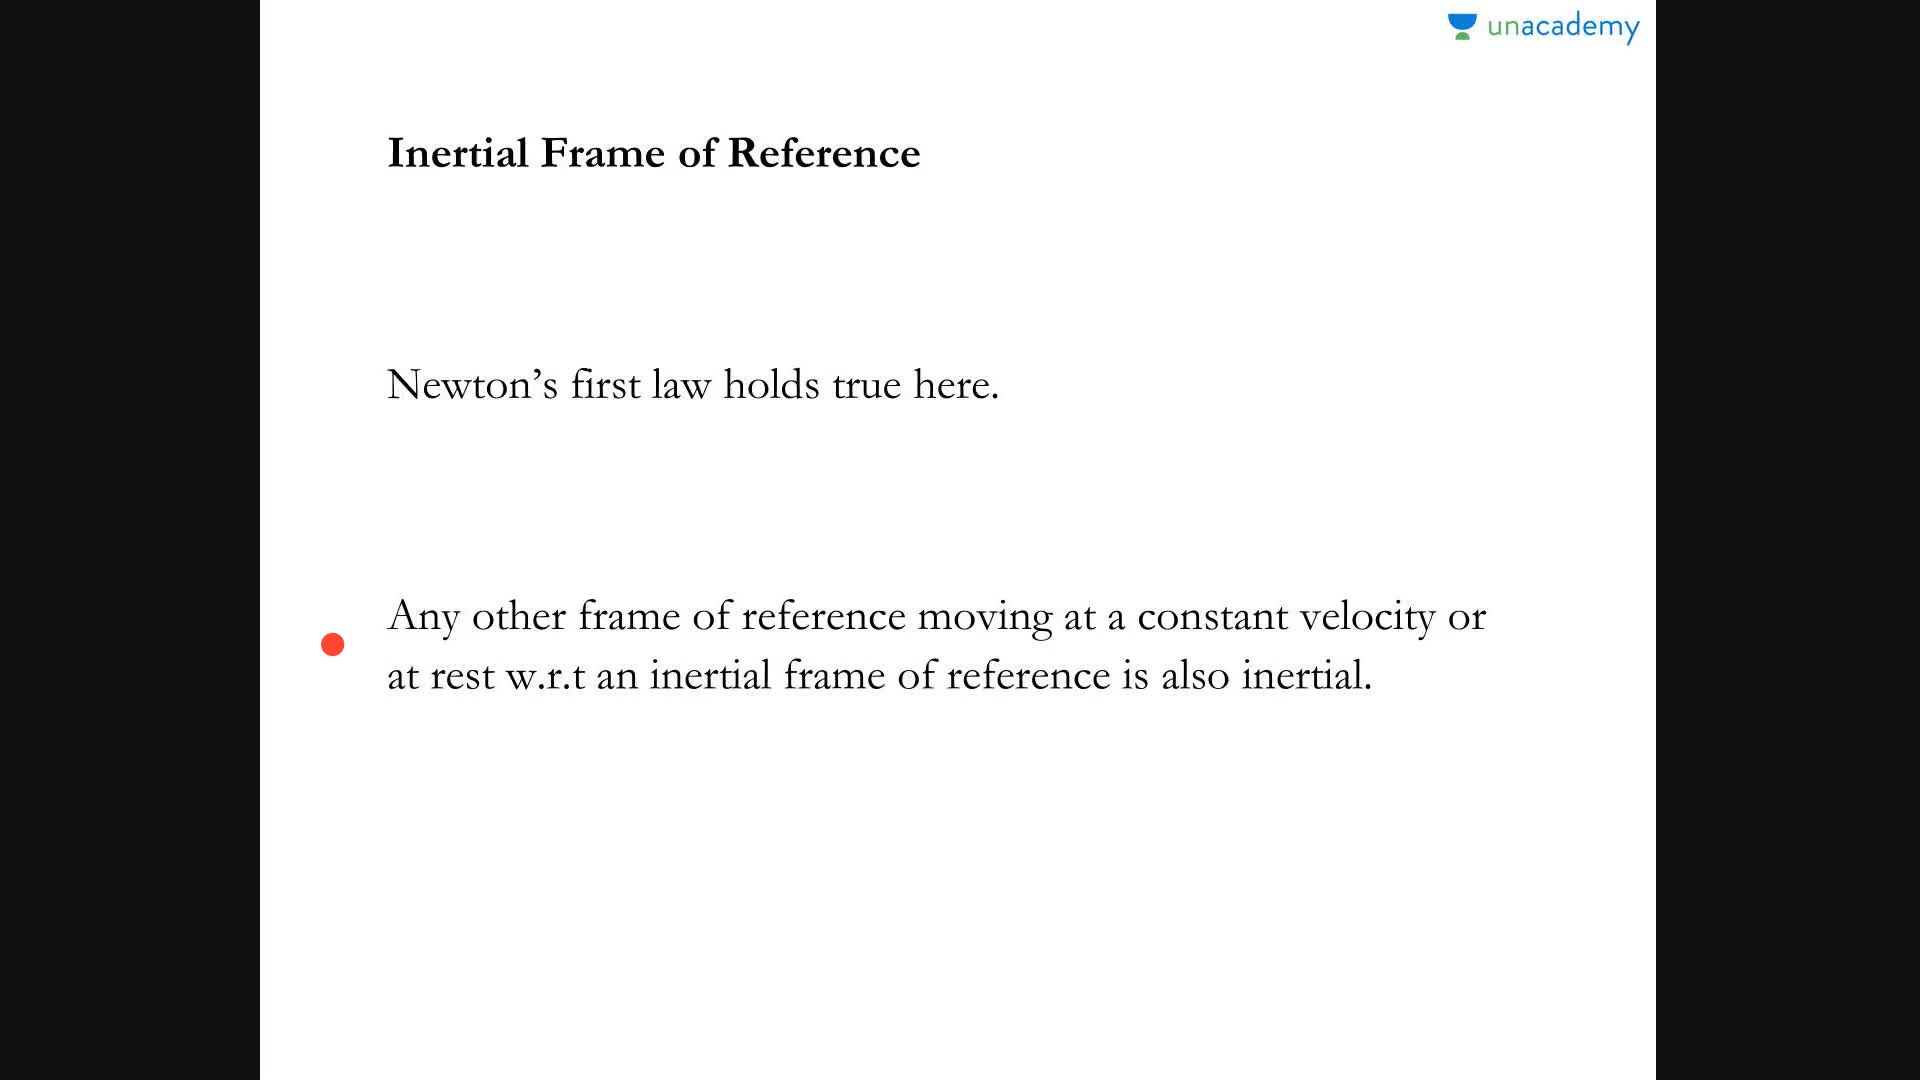 unacademy
Inertial Frame of Reference
Newton’s first law holds true here.
Any other frame of reference moving at a constant velocity or
at rest w.r.t an inertial frame of reference is also inertial.